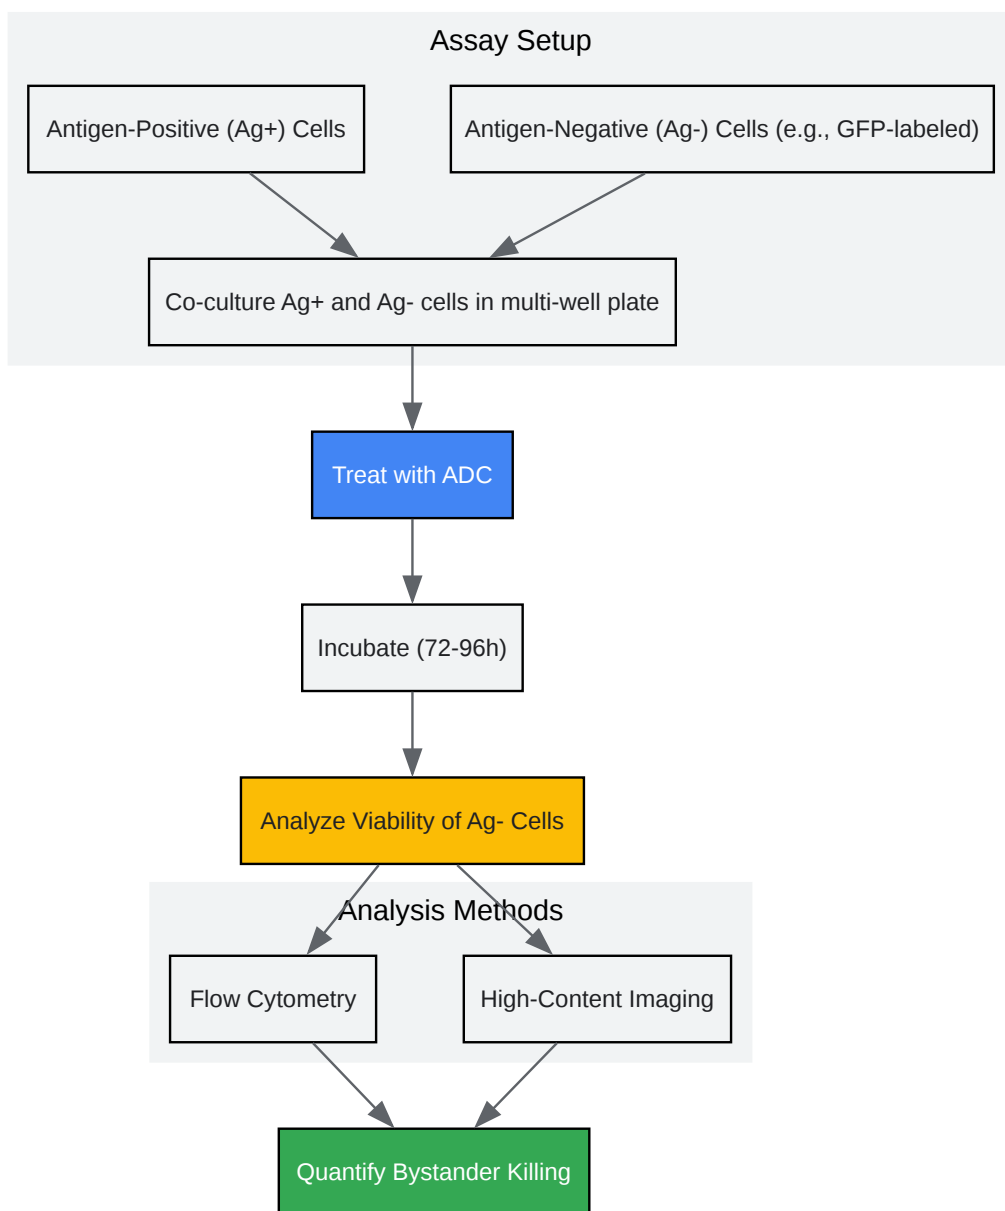 Assay Setup
Antigen-Positive (Ag+) Cells
Antigen-Negative (Ag-) Cells (e.g., GFP-labeled)
Co-culture Ag+ and Ag- cells in multi-well plate
Treat with ADC
Incubate (72-96h)
Analyze Viability of Ag- Cells
Analysis Methods
Flow Cytometry
High-Content Imaging
Quantify Bystander Killing